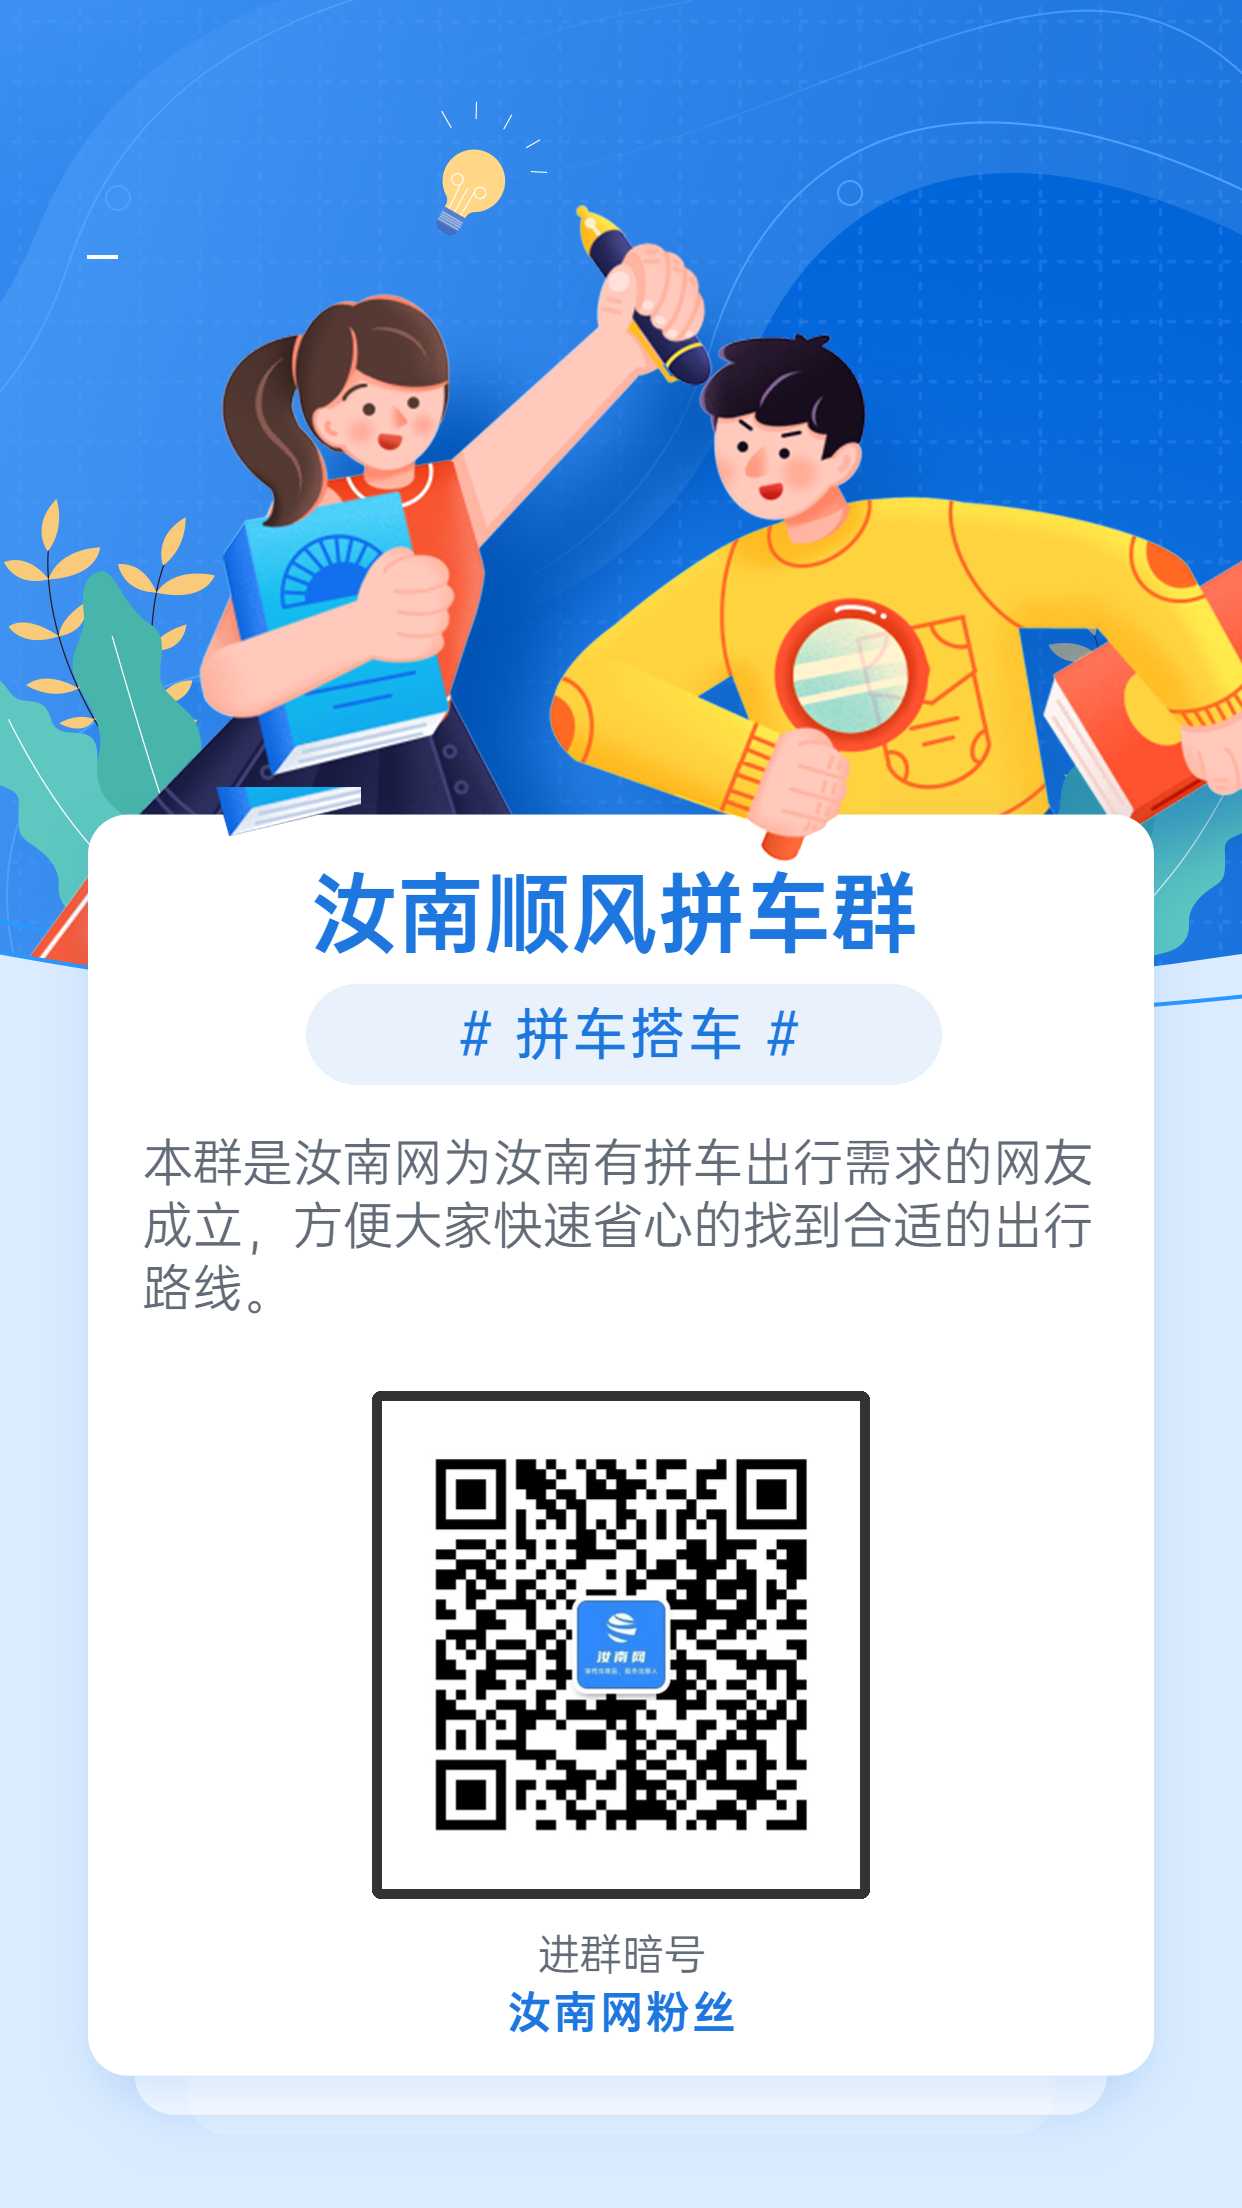 汝南顺风拼车群
# 拼车搭车 #
本群是汝南网为汝南有拼车出行需求的网友
成立，方便大家快速省心的找到合适的出行
路线。
汝南网
进群暗号
汝南网粉丝